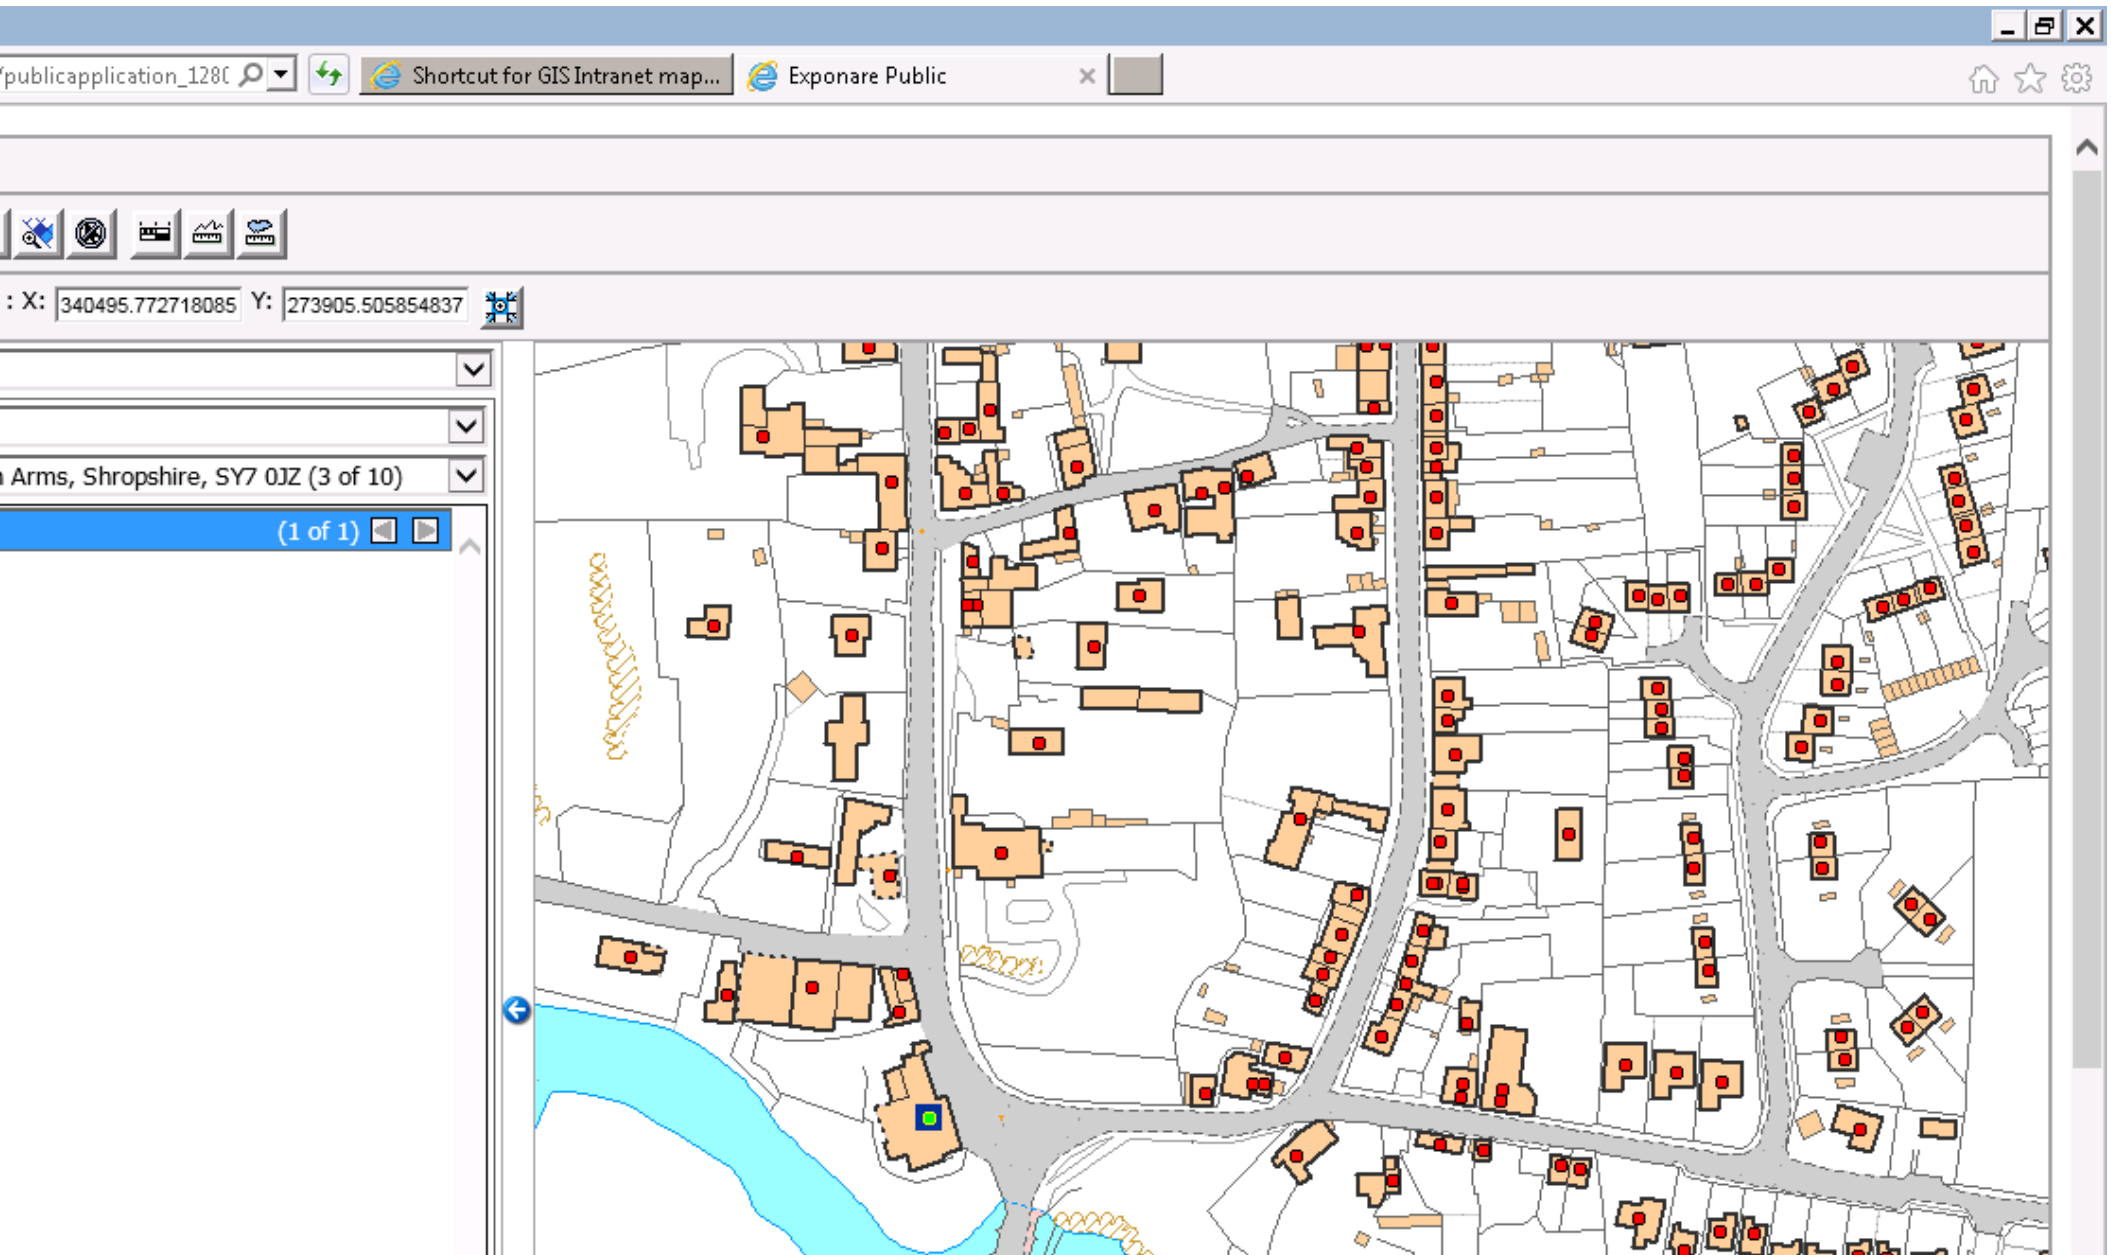 /publicapplication_128(
Shortcut for GIS Intranet map...
Exponare Public
: X: 340495.772718085 Y: 273905.505854837
Arms, Shropshire, SY7 0JZ (3 of 10)
(1 of 1)